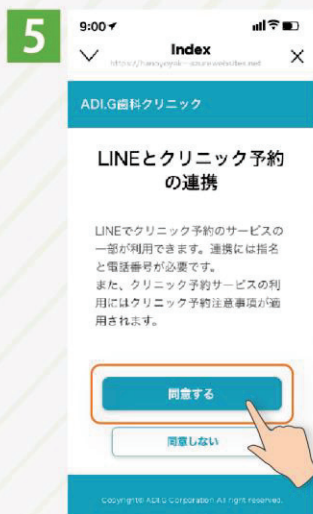 5
9:00
Index
ADI.G歯科クリニック
LINEとクリニック予約
の連携
LINEでクリニック予約のサービスの
一部が利用できます。連携には指名
と電話番号が必要です。
また、クリニック予約サービスの利
用にはクリニック予約注意事項が適
用されます。
同意する
同意しない
Copyright© ADI.G Corporation All right reserved.